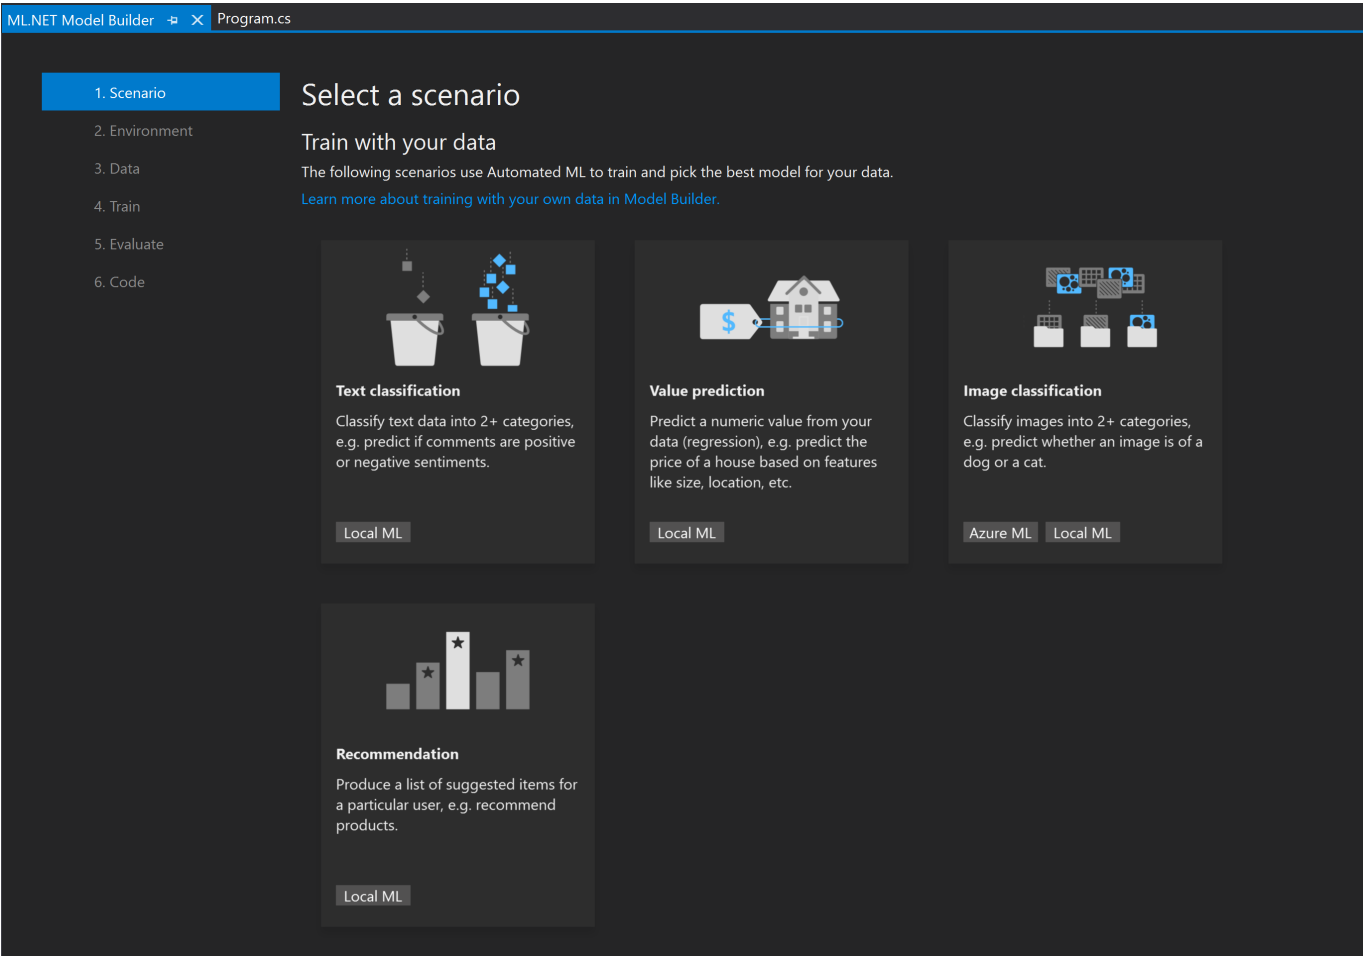 ML.NET Model Builder
Program.cs
1. Scenario
2. Environment
3. Data
4. Train
5. Evaluate
6. Code
Select a scenario
Train with your data
The following scenarios use Automated ML to train and pick the best model for your data.
Learn more about training with your own data in Model Builder.
$
Text classification
Classify text data into 2+ categories,
e.g. predict if comments are positive
or negative sentiments.
Local ML
Value prediction
Predict a numeric value from your
data (regression), e.g. predict the
price of a house based on features
like size, location, etc.
Local ML
Image classification
Classify images into 2+ categories,
e.g. predict whether an image is of a
dog or a cat.
Azure ML
Local ML
Recommendation
Produce a list of suggested items for
a particular user, e.g. recommend
products.
Local ML